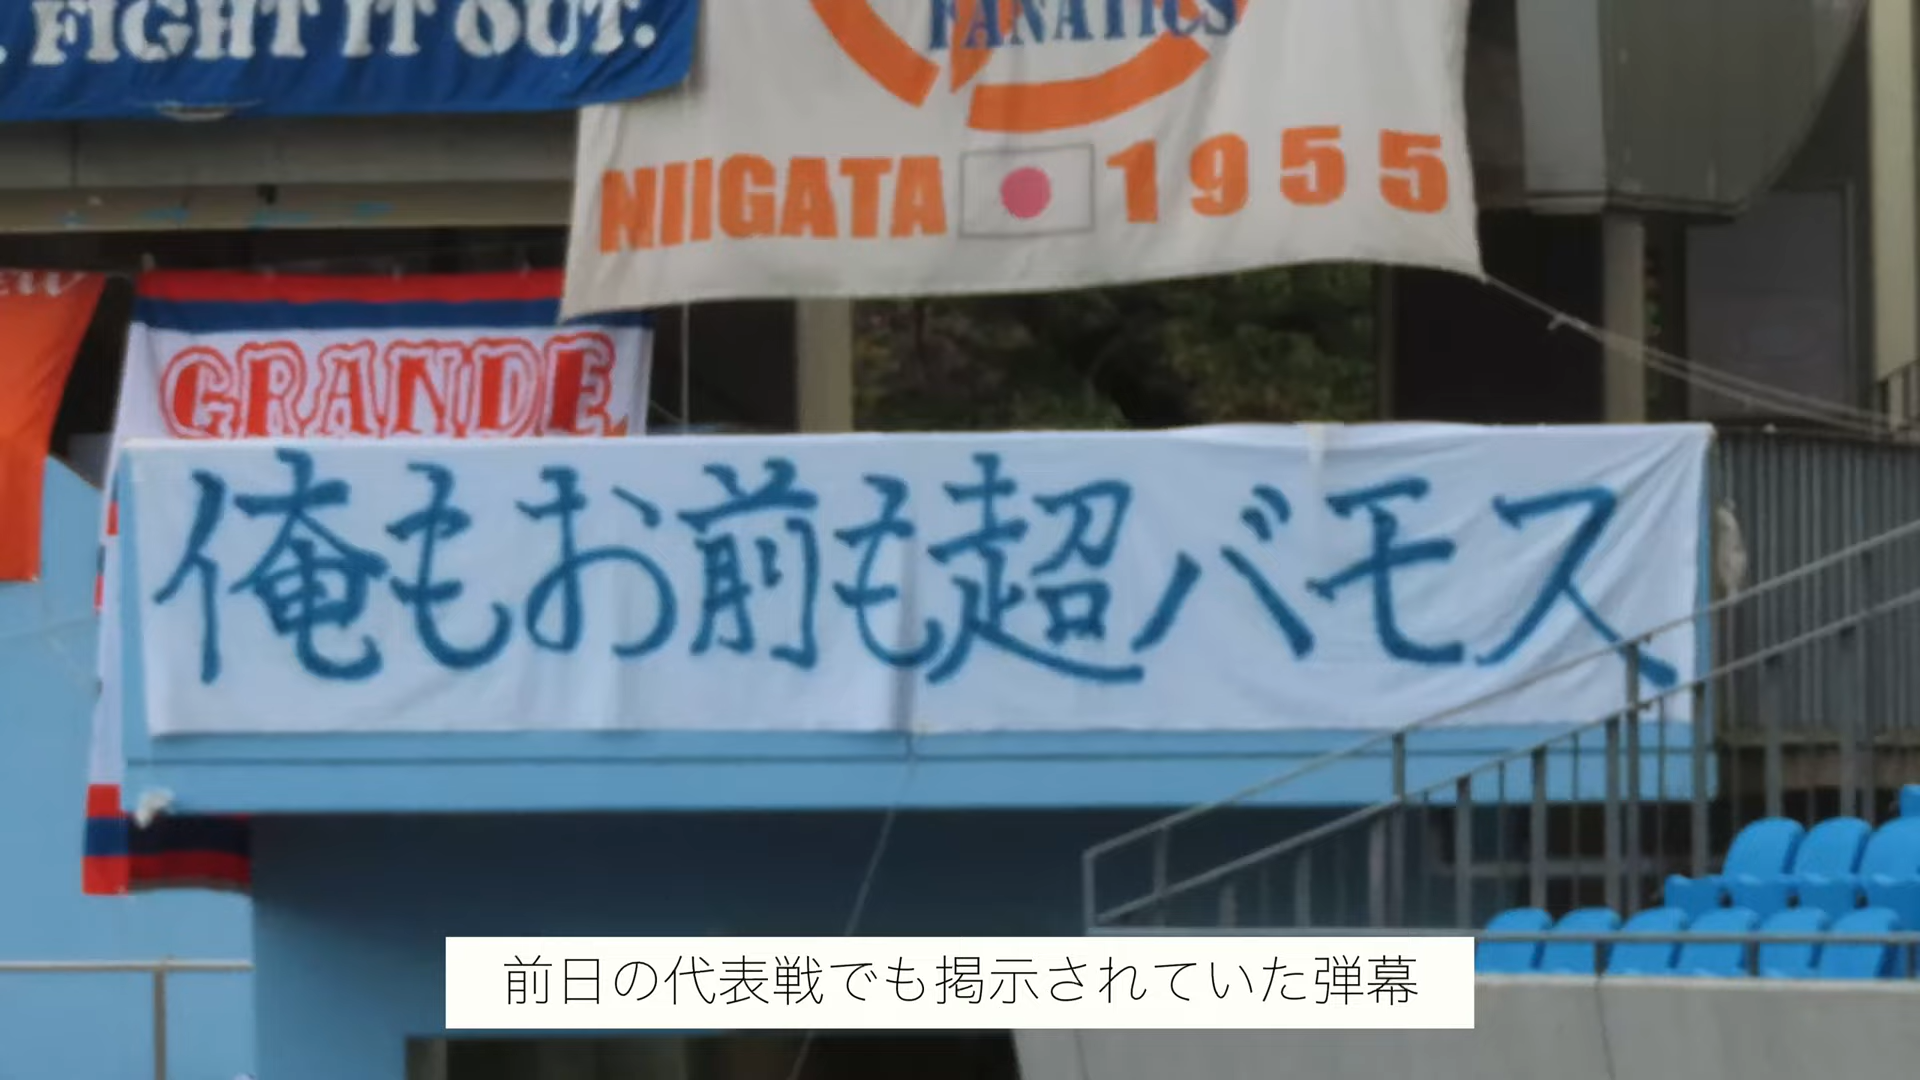 . FIGHT IT OUT.
FANATICS
NIIGATA 1955
GRANDE
俺もお前も超バモス
前日の代表戦でも掲示されていた弾幕